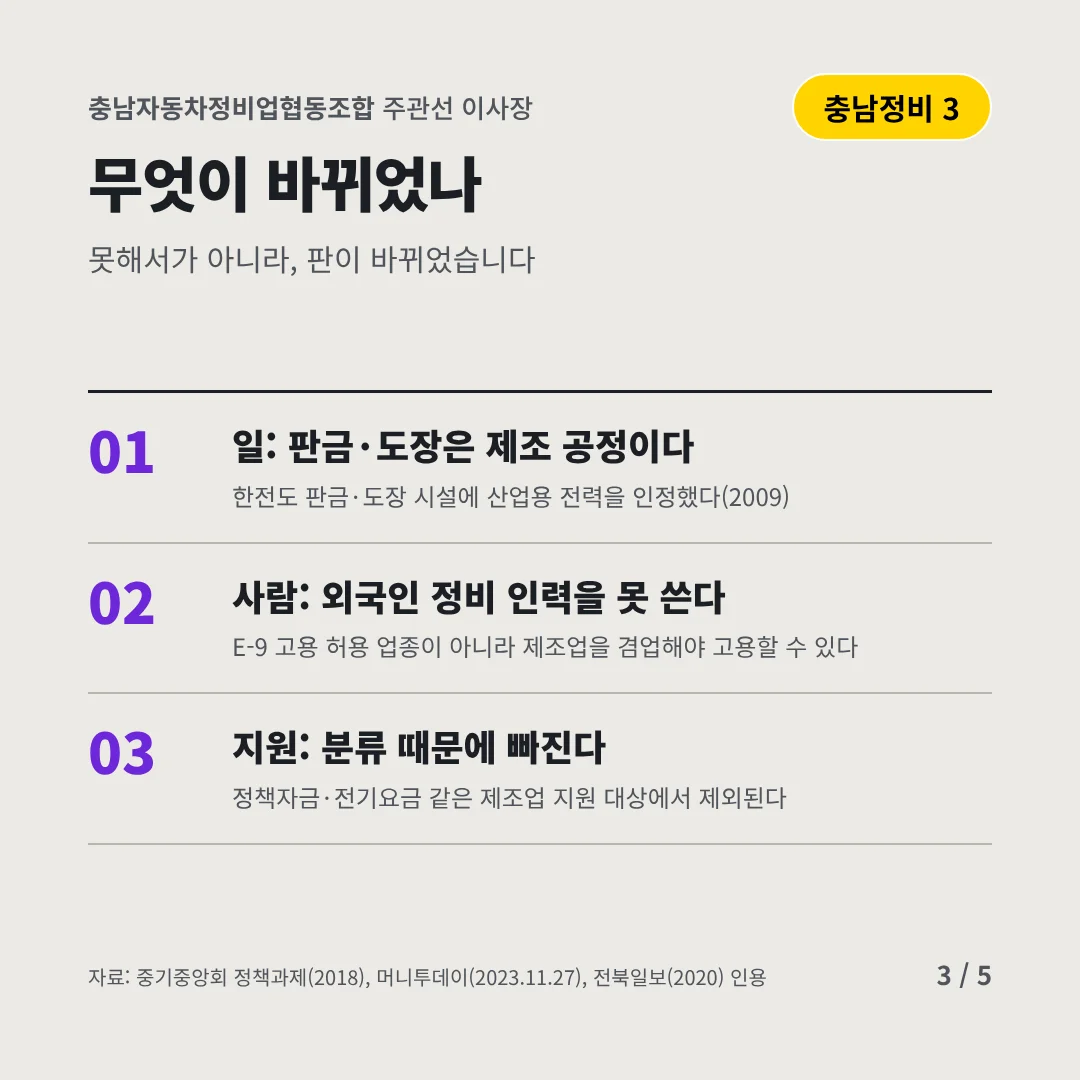 충남자동차정비업협동조합 주관선 이사장
충남정비 3
무엇이 바뀌었나
못해서가 아니라, 판이 바뀌었습니다
01
일: 판금·도장은 제조 공정이다
한전도 판금·도장 시설에 산업용 전력을 인정했다(2009)
02
사람: 외국인 정비 인력을 못 쓴다
E-9 고용 허용 업종이 아니라 제조업을 겸업해야 고용할 수 있다
03
지원: 분류 때문에 빠진다
정책자금·전기요금 같은 제조업 지원 대상에서 제외된다
자료: 중기중앙회 정책과제(2018), 머니투데이(2023.11.27), 전북일보(2020) 인용
3 / 5